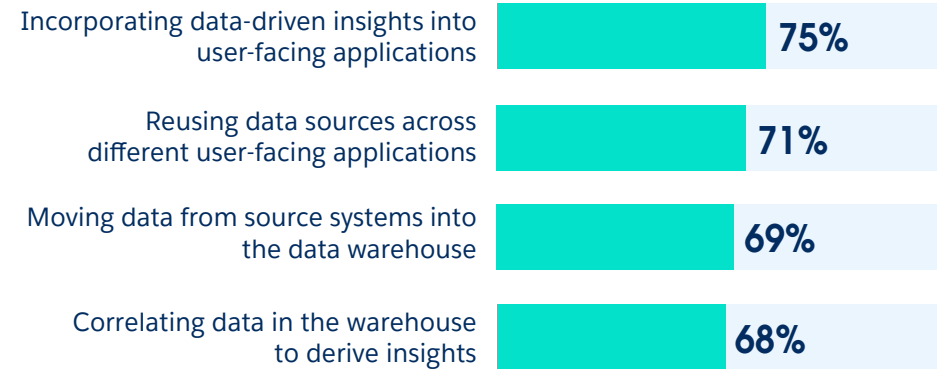 Incorporating data-driven insights into
user-facing applications
75%
Reusing data sources across
different user-facing applications
71%
Moving data from source systems into
the data warehouse
69%
Correlating data in the warehouse
to derive insights
68%